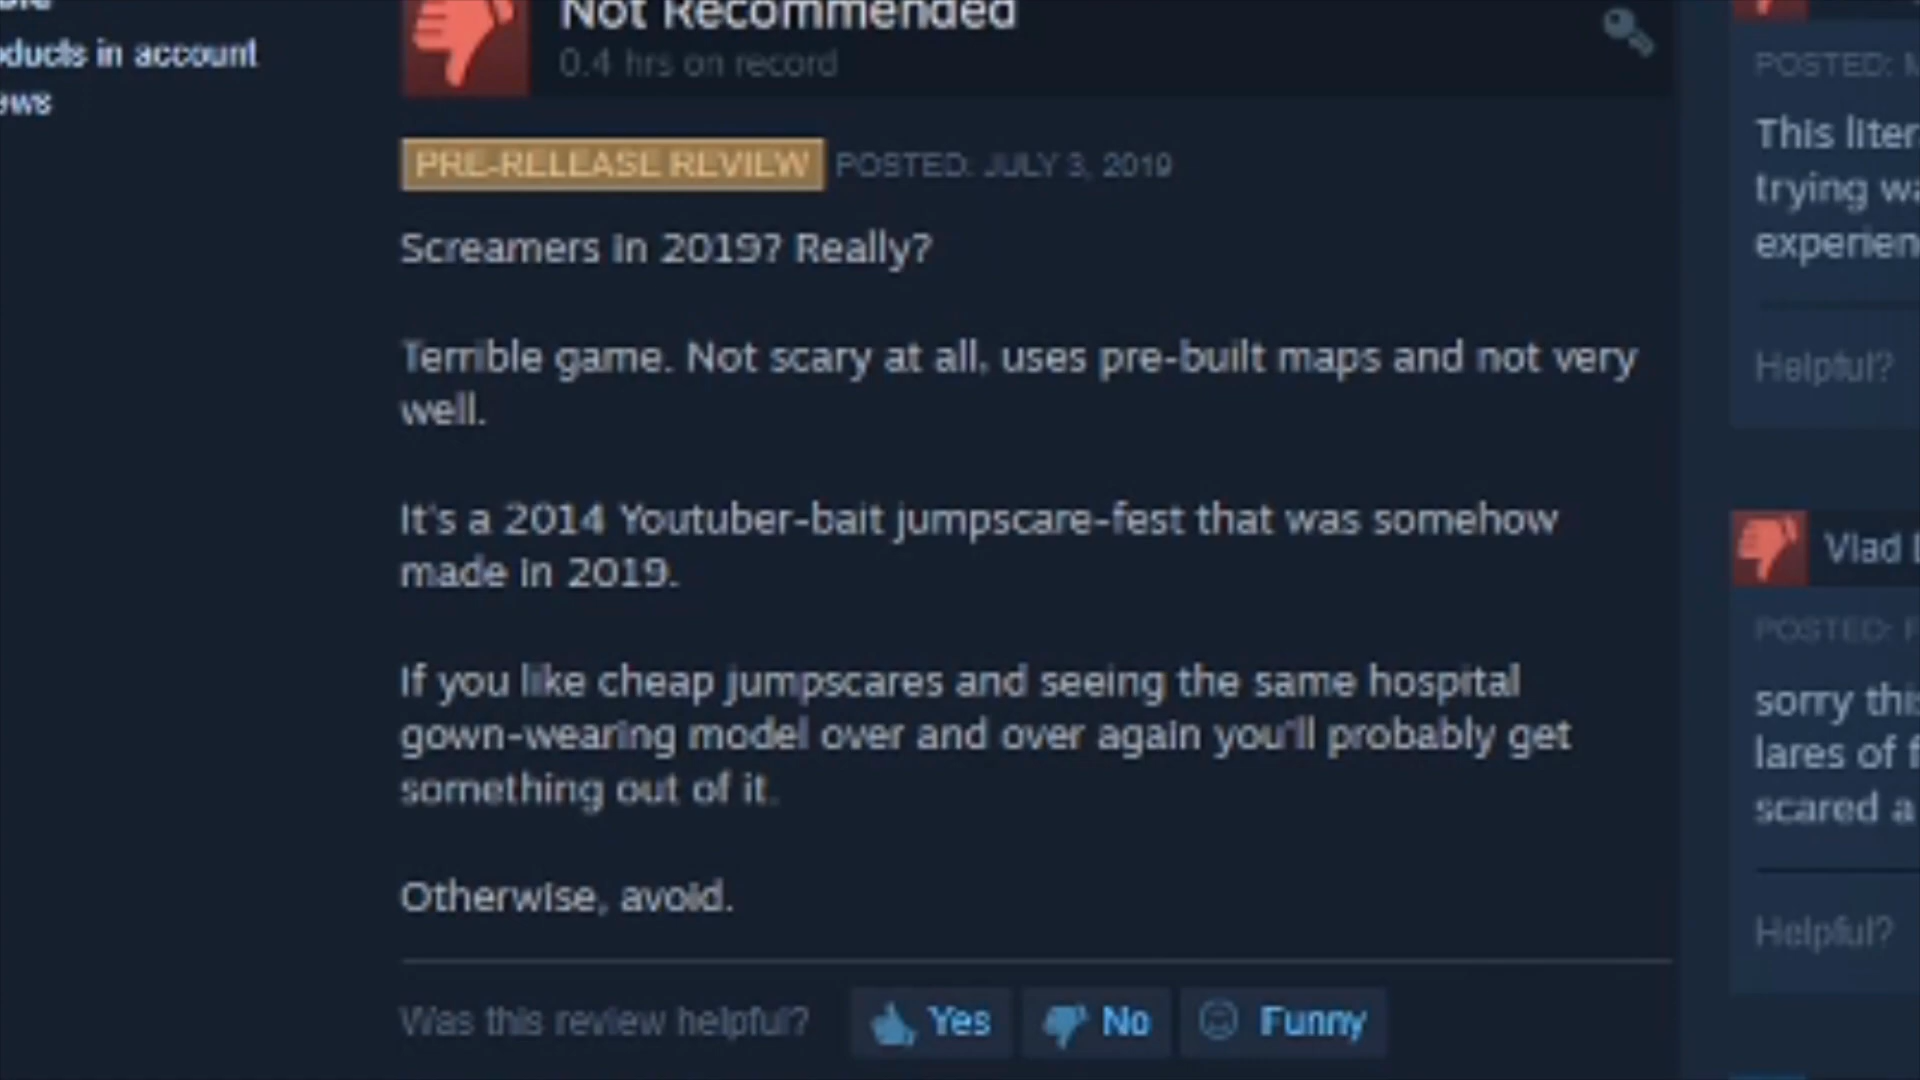 ducts in account
ews
Not Recommended
0.4 hrs on record
PRE-RELEASE REVIEW POSTED: JULY 3, 2019
Screamers in 2019? Really?
Terrible game. Not scary at all, uses pre-built maps and not very
well.
It's a 2014 Youtuber-bait jumpscare-fest that was somehow
made in 2019.
If you like cheap jumpscares and seeing the same hospital
gown-wearing model over and over again you'll probably get
something out of it.
Otherwise, avoid.
Was this review helpful? Yes No Funny
POSTED:
This liter
trying wa
experien
Helpful?
Vlad
POSTED: F
sorry this
lares of f
scared a
Helpful?